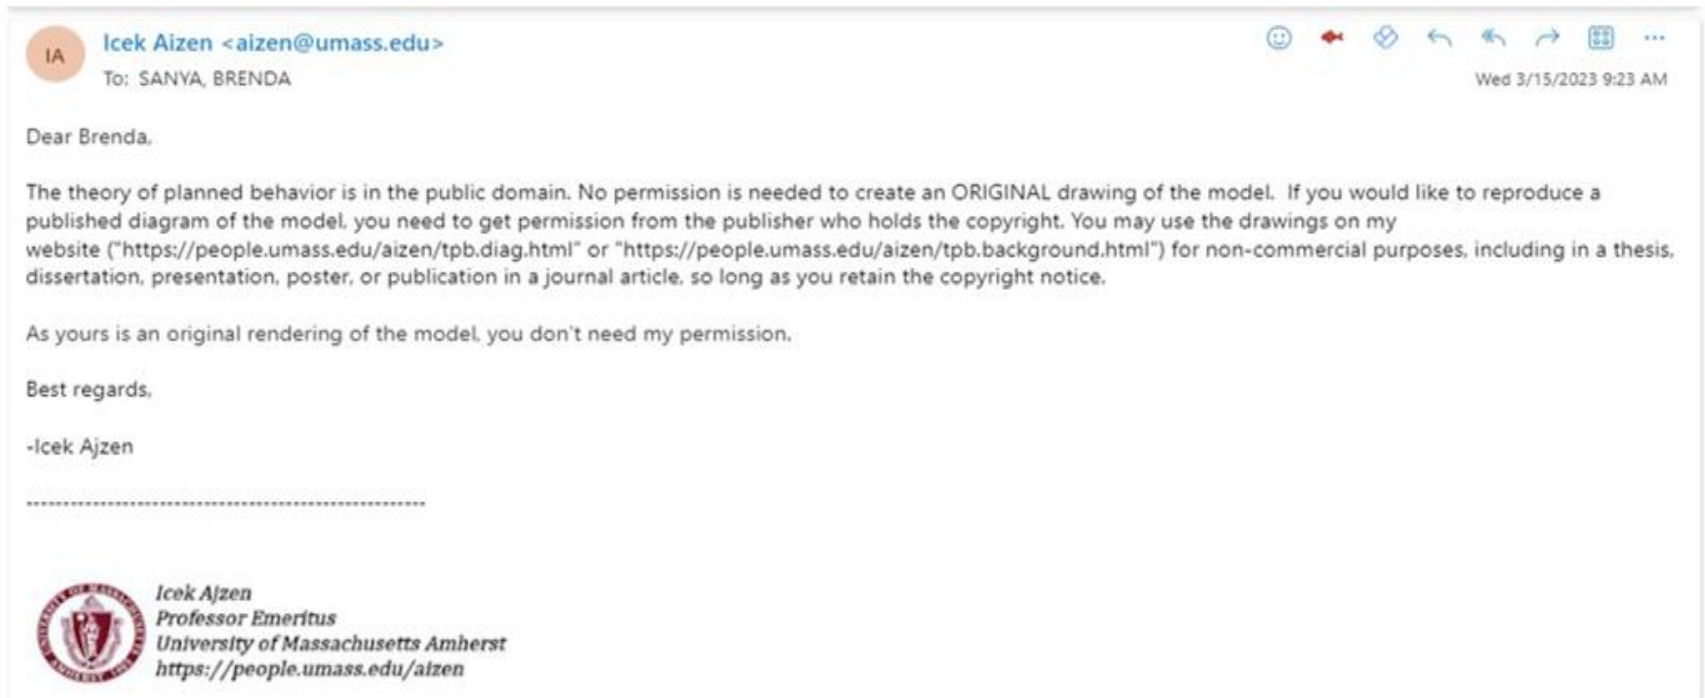 IA
Icek Aizen <aizen@umass.edu>
To: SANYA, BRENDA
Wed 3/15/2023 9:23 AM
Dear Brenda,
The theory of planned behavior is in the public domain. No permission is needed to create an ORIGINAL drawing of the model.  If you would like to reproduce a
published diagram of the model, you need to get permission from the publisher who holds the copyright. You may use the drawings on my
website ("https://people.umass.edu/aizen/tpb.diag.html" or "https://people.umass.edu/aizen/tpb.background.html") for non-commercial purposes, including in a thesis,
dissertation, presentation, poster, or publication in a journal article, so long as you retain the copyright notice.
As yours is an original rendering of the model, you don't need my permission.
Best regards,
-Icek Ajzen
------------------------------------------------------
Icek Ajzen
Professor Emeritus
University of Massachusetts Amherst
https://people.umass.edu/aizen